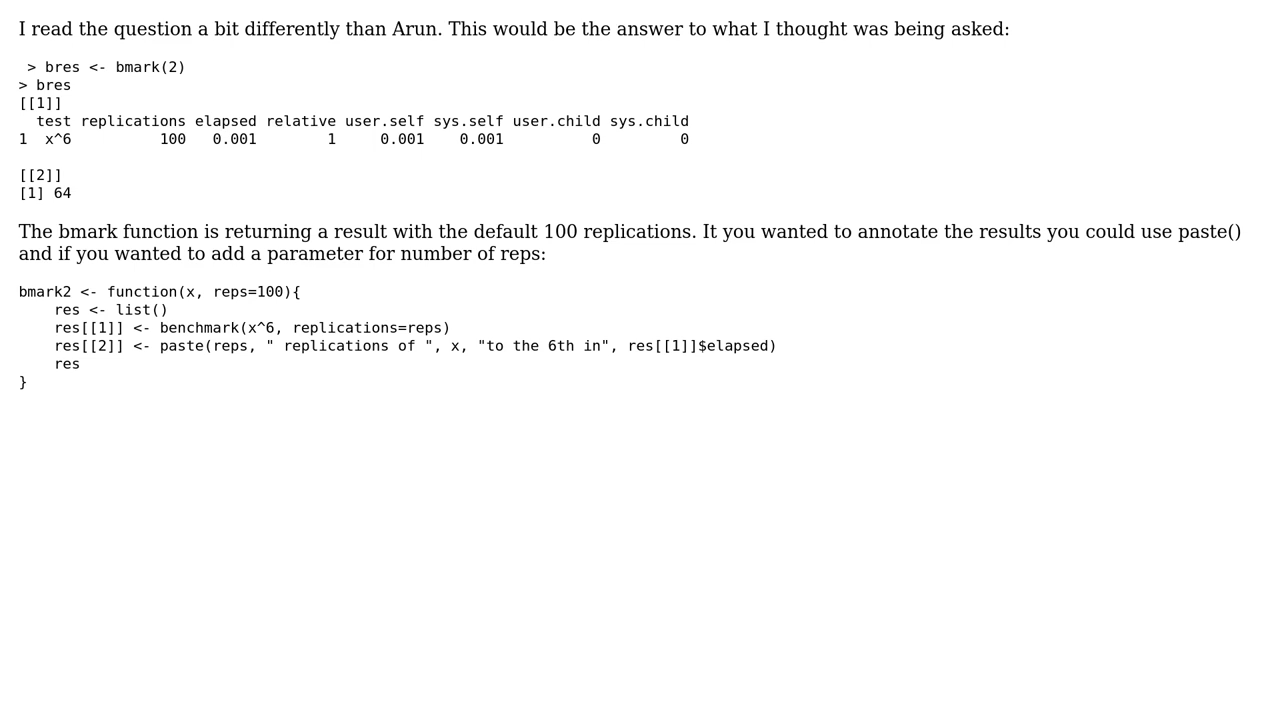 I read the question a bit differently than Arun. This would be the answer to what I thought was being asked:
 > bres <- bmark(2)
> bres
[[1]]
  test replications elapsed relative user.self sys.self user.child sys.child
1  x^6          100   0.001        1     0.001    0.001          0         0
[[2]]
[1] 64
The bmark function is returning a result with the default 100 replications. It you wanted to annotate the results you could use paste()
and if you wanted to add a parameter for number of reps:
bmark2 <- function(x, reps=100){
    res <- list()
    res[[1]] <- benchmark(x^6, replications=reps)
    res[[2]] <- paste(reps, " replications of ", x, "to the 6th in", res[[1]]$elapsed)
    res
}